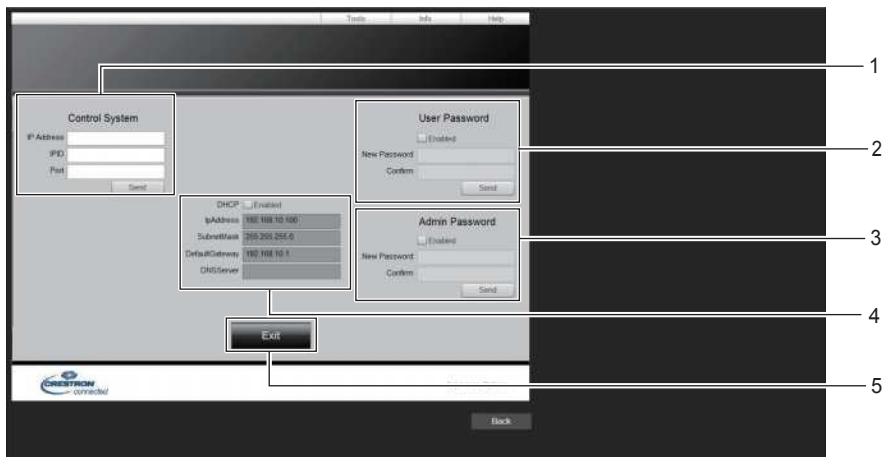 Tools Info Help
1
Control System
IP Address
IPID
Port
Send
User Password
Enabled
New Password
Confirm
Send
2
DHCP Enabled
IpAddress 192.168.10.100
SubnetMask 255.255.255.0
DefaultGateway 192.168.10.1
DNSServer
Admin Password
Enabled
New Password
Confirm
Send
3
4
Exit
CRESTRON
connected
5
Back